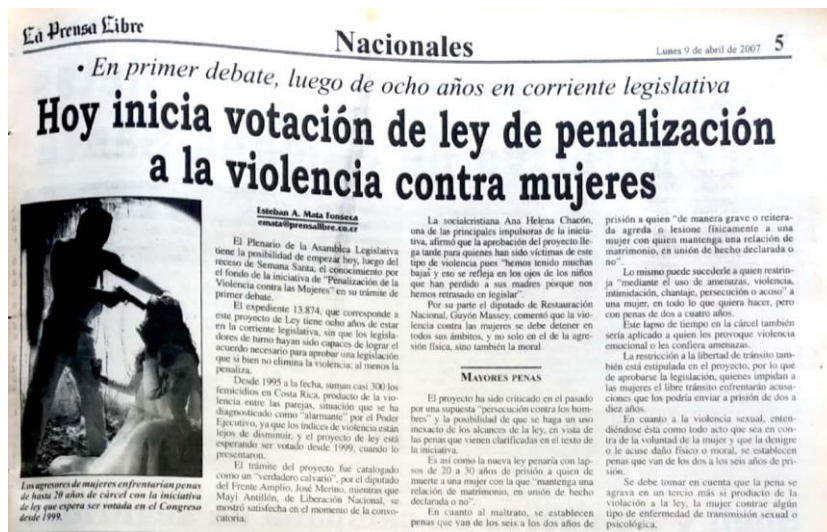 La Prensa Libre
Nacionales
Lunes 9 de abril de 2007 5
• En primer debate, luego de ocho años en corriente legislativa
Hoy inicia votación de ley de penalización
a la violencia contra mujeres
Los agresores de mujeres enfrentarían penas
de hasta 20 años de cárcel con la iniciativa
de ley que espera ser votada en el Congreso
desde 1999.
Esteban A. Mata Fonseca
emata@prensalibre.co.cr
El Plenario de la Asamblea Legislativa
tiene la posibilidad de empezar hoy, luego del
receso de Semana Santa, el conocimiento por
el fondo de la iniciativa de "Penalización de la
Violencia contra las Mujeres" en su trámite de
primer debate.
El expediente 13.874, que corresponde a
este proyecto de Ley tiene ocho años de estar
en la corriente legislativa, sin que los legisla-
dores de turno hayan sido capaces de lograr el
acuerdo necesario para aprobar una legislación
que si bien no elimina la violencia; al menos la
penaliza.
Desde 1995 a la fecha, suman casi 300 los
femicidios en Costa Rica, producto de la vio-
lencia entre las parejas, situación que se ha
diagnosticado como "alarmante" por el Poder
Ejecutivo, ya que los índices de violencia están
lejos de disminuir, y el proyecto de ley está
esperando ser votado desde 1999, cuando lo
presentaron.
El trámite del proyecto fue catalogado
como un "verdadero calvario", por el diputado
del Frente Amplio, José Merino, mientras que
Mayi Antillón, de Liberación Nacional, se
mostró satisfecha en el momento de la convo-
catoria.
La socialcristiana Ana Helena Chacón,
una de las principales impulsoras de la inicia-
tiva, afirmó que la aprobación del proyecto lle-
ga tarde para quienes han sido víctimas de este
tipo de violencia pues "hemos tenido muchas
bajas y eso se refleja en los ojos de los niños
que han perdido a sus madres porque nos
hemos retrasado en legislar".
Por su parte el diputado de Restauración
Nacional, Guyón Massey, comentó que la vio-
lencia contra las mujeres se debe detener en
todos sus ámbitos, y no solo en el de la agre-
sión física, sino también la moral.
MAYORES PENAS
El proyecto ha sido criticado en el pasado
por una supuesta "persecución contra los hom-
bres" y la posibilidad de que se haga un uso
inexacto de los alcances de la ley, en vista de
las penas que vienen clarificadas en el texto de
la iniciativa.
Es así como la nueva ley penaría con lap-
sos de 20 a 30 años de prisión a quien de
muerte a una mujer con la que "mantenga una
relación de matrimonio, en unión de hecho
declarada o no".
En cuanto al maltrato, se establecen
penas que van de los seis a los dos años de
prisión a quien "de manera grave o reitera-
da agreda o lesione físicamente a una
mujer con quien mantenga una relación de
matrimonio, en unión de hecho declarada o
no".
Lo mismo puede sucederle a quien restrin-
ja "mediante el uso de amenazas, violencia,
intimidación, chantaje, persecución o acoso" a
una mujer, en todo lo que quiera hacer, pero
con penas de dos a cuatro años.
Este lapso de tiempo en la cárcel también
sería aplicado a quien les provoque violencia
emocional o les confiera amenazas.
La restricción a la libertad de tránsito tam-
bién está estipulada en el proyecto, por lo que
de aprobarse la legislación, quienes impidan a
las mujeres el libre tránsito enfrentarán acusa-
ciones que los podría enviar a prisión de dos a
diez años.
En cuanto a la violencia sexual, enten-
diéndose ésta como todo acto que sea en con-
tra de la voluntad de la mujer y que la denigre
o le acuse daño físico o moral, se establecen
penas que van de los dos a los seis años de pri-
sión.
Se debe tomar en cuenta que la pena se
agrava en un tercio más si producto de la
violación a la ley, la mujer contrae algún
tipo de enfermedad de transmisión sexual o
psicológica.